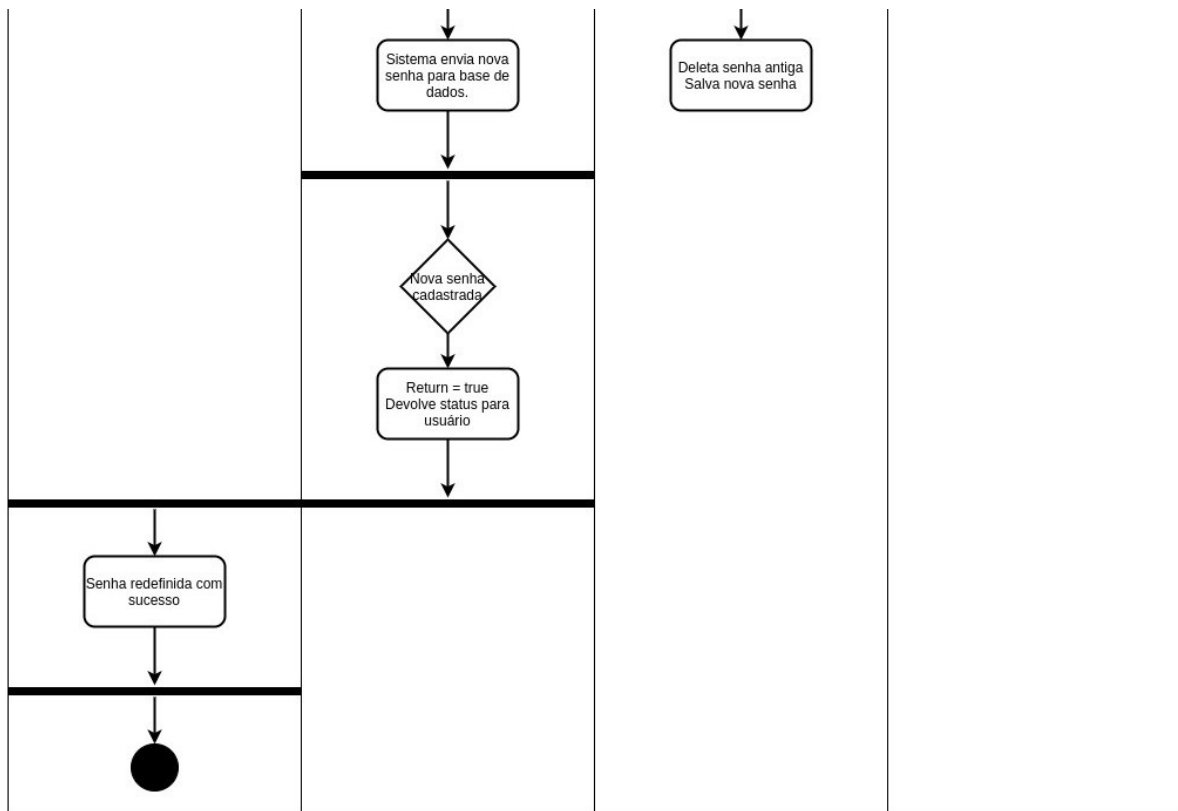 Sistema envia nova
senha para base de
dados.
Deleta senha antiga
Salva nova senha
Nova senha
cadastrada
Return = true
Devolve status para
usuário
Senha redefinida com
sucesso